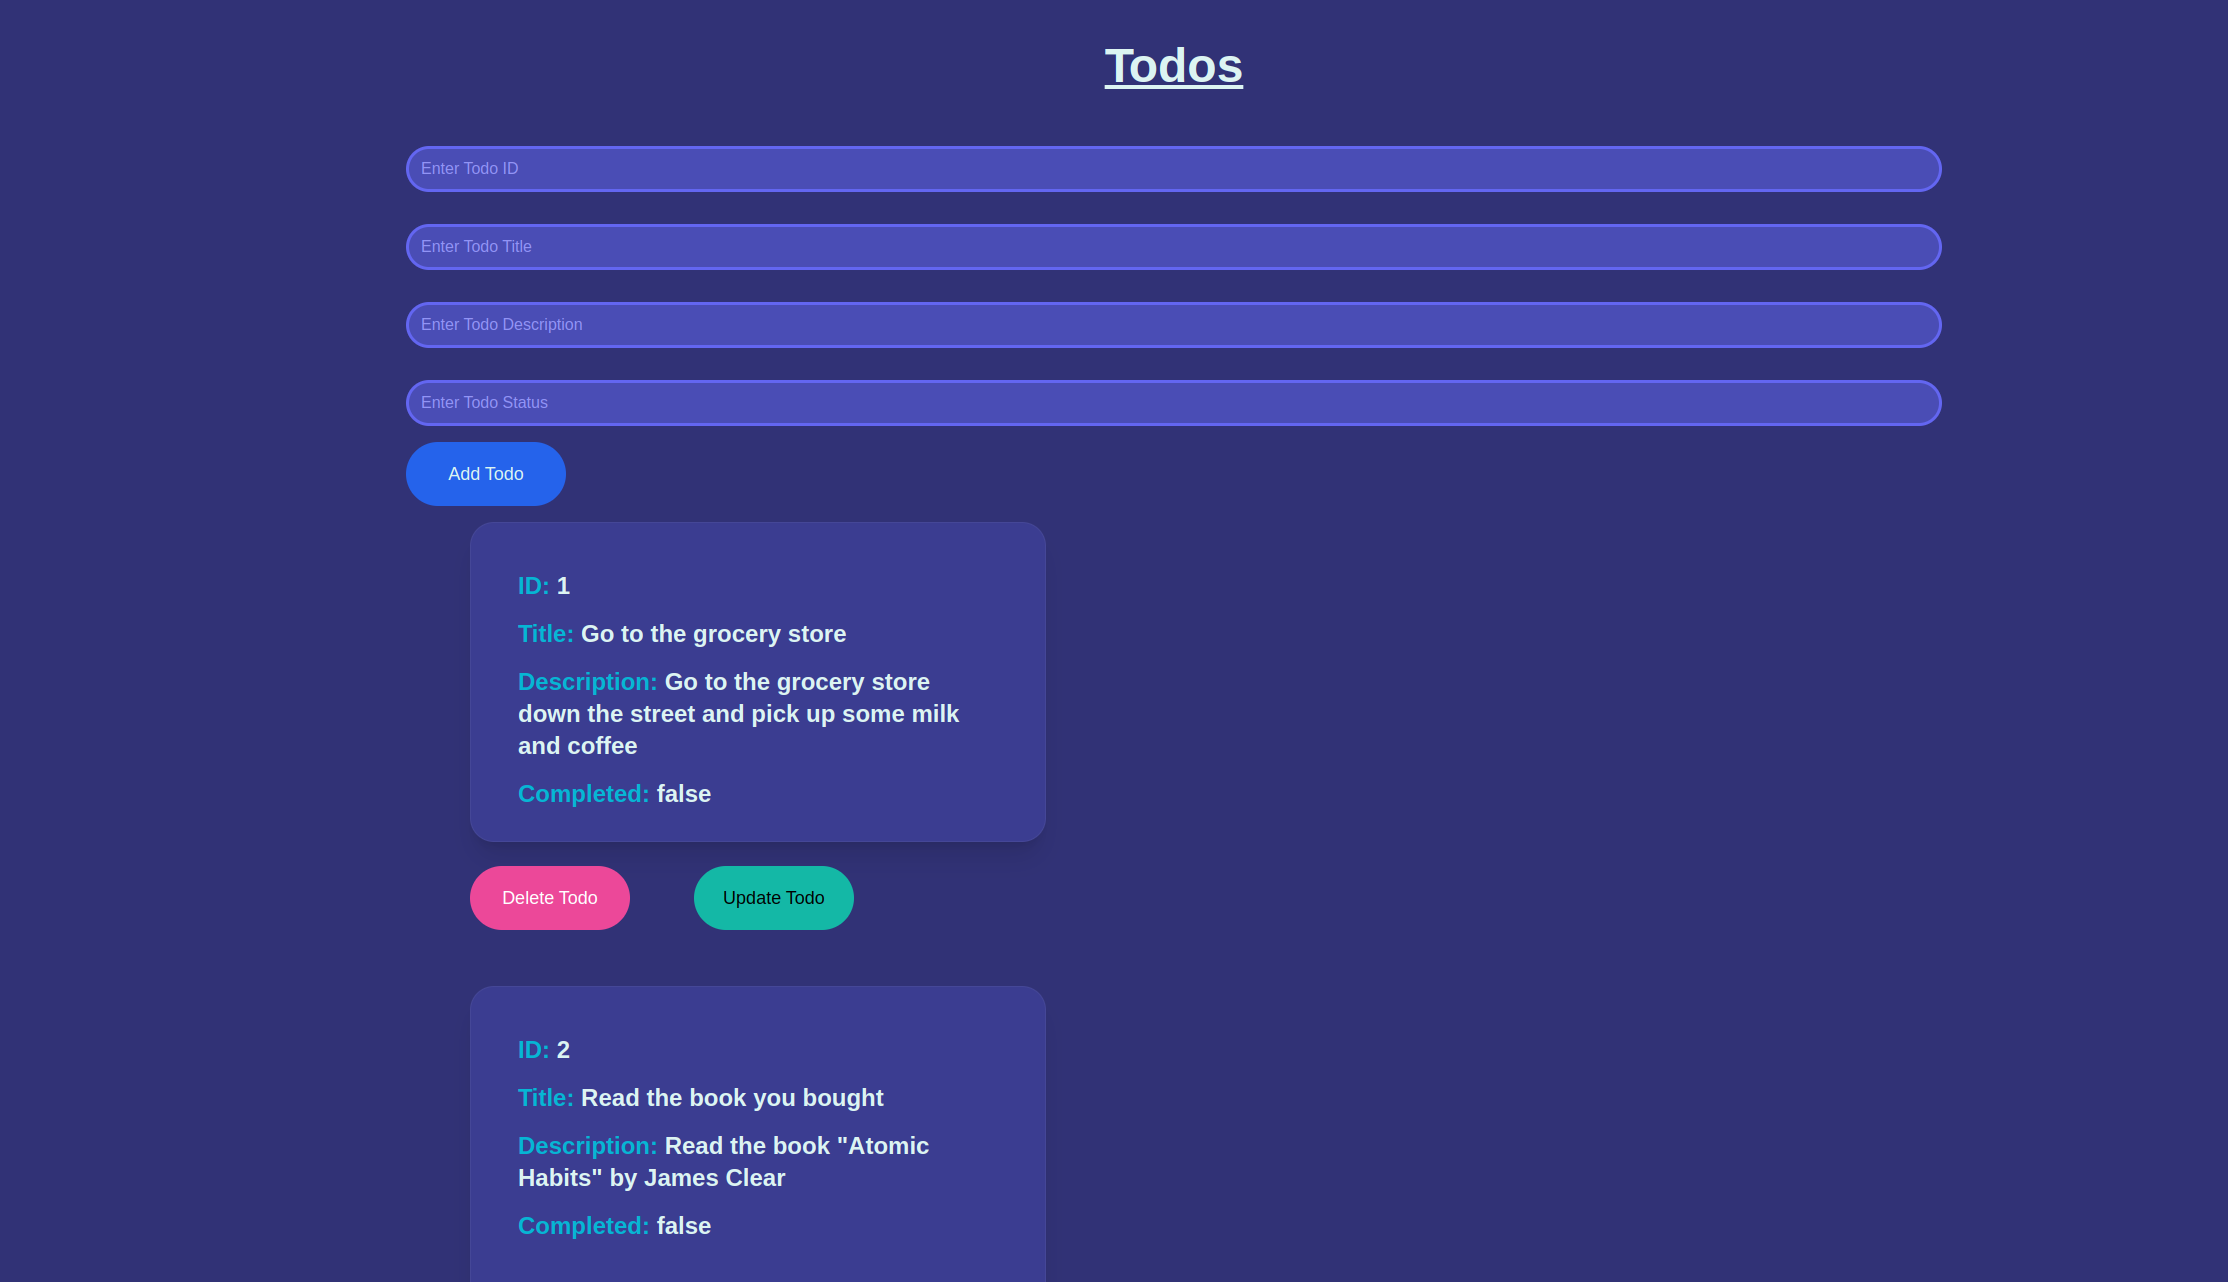 Todos
Enter Todo ID
Enter Todo Title
Enter Todo Description
Enter Todo Status
Add Todo
ID: 1
Title: Go to the grocery store
Description: Go to the grocery store
down the street and pick up some milk
and coffee
Completed: false
Delete Todo
Update Todo
ID: 2
Title: Read the book you bought
Description: Read the book "Atomic
Habits" by James Clear
Completed: false